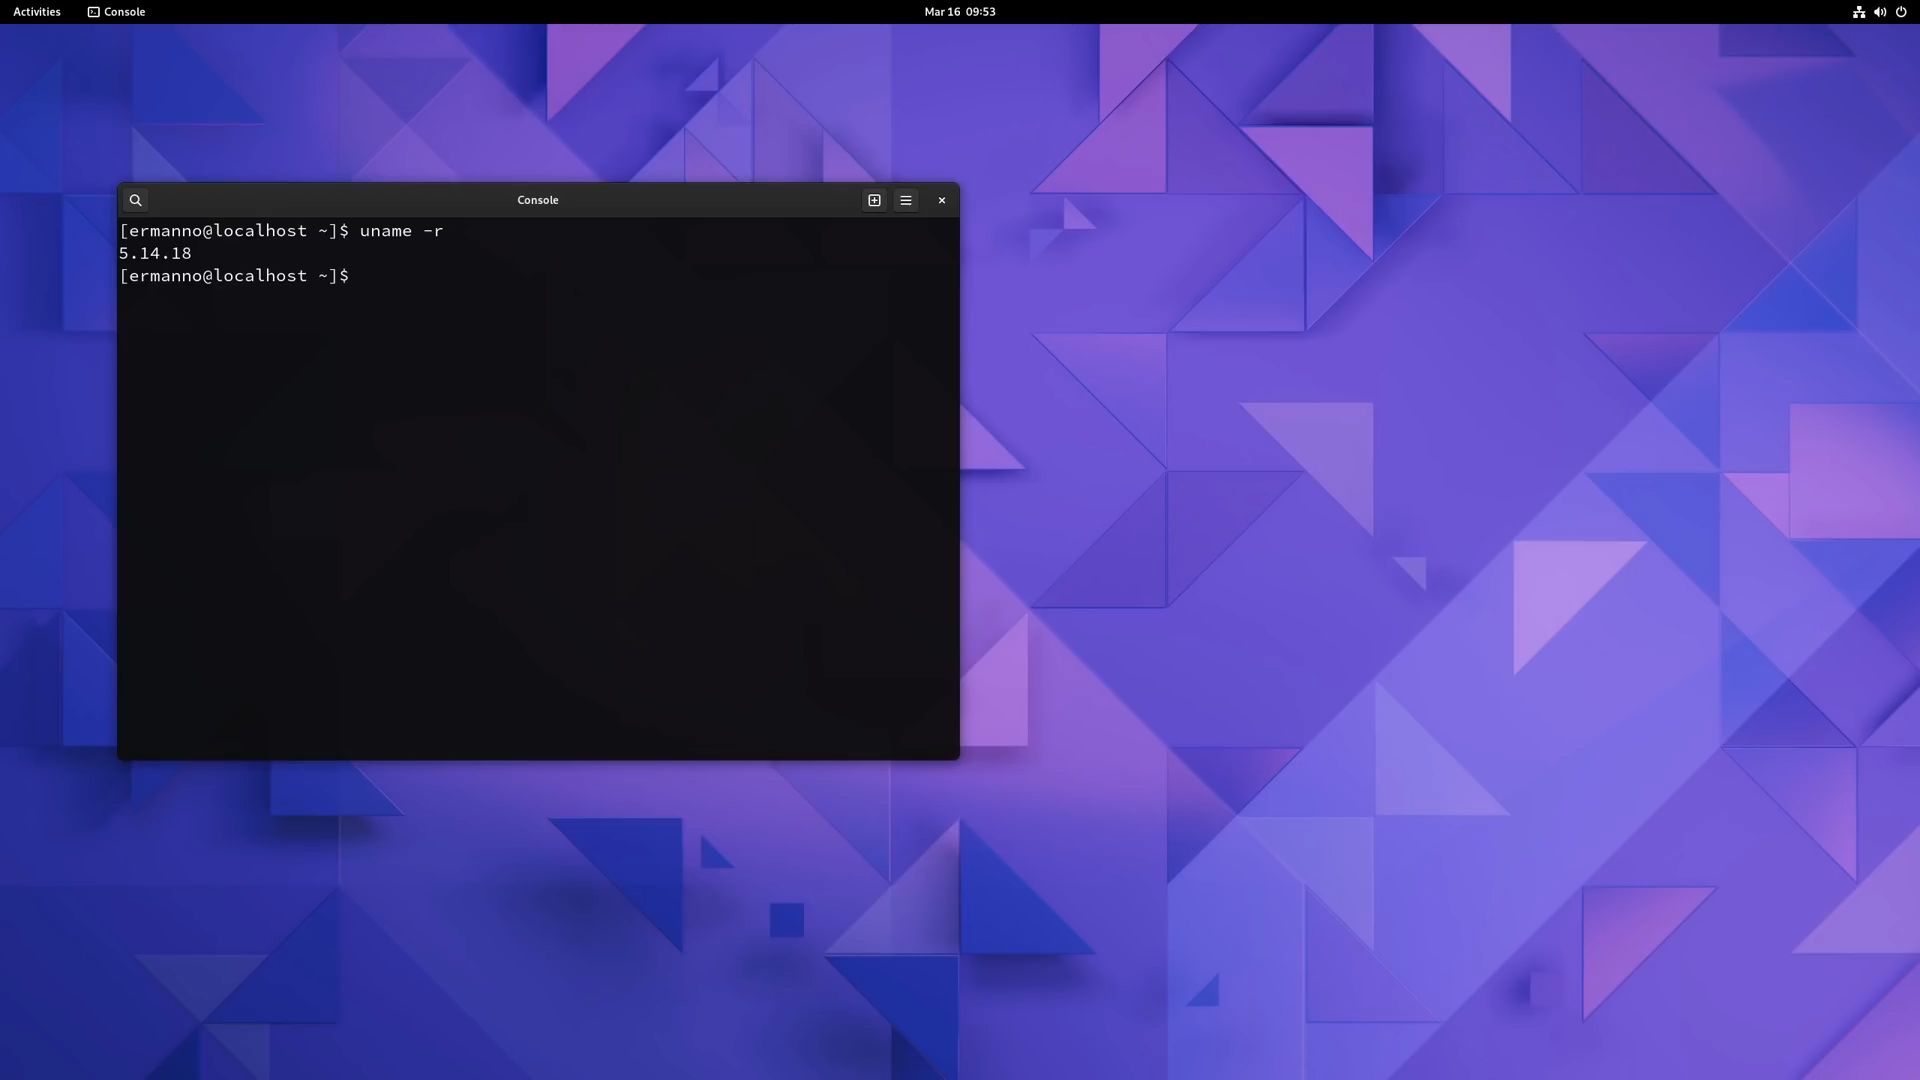 Activities Console Mar 16 09:53
Console
[ermanno@localhost ~]$ uname -r
5.14.18
[ermanno@localhost ~]$